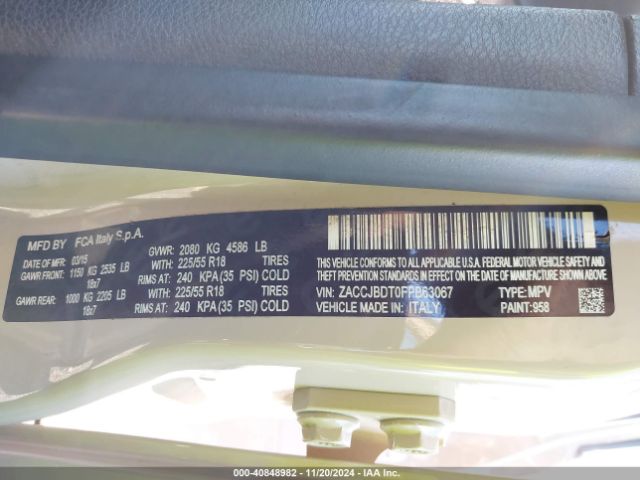 MFD BY FCA Italy S.p.A.
DATE OF MFR: 03/15
GAWR FRONT: 1150 KG 2535 LB
18x7
GAWR REAR: 1000 KG 2205 LB
18x7
GVWR: 2080 KG 4586 LB
WITH: 225/55 R18 TIRES
RIMS AT: 240 KPA (35 PSI) COLD
WITH: 225/55 R18 TIRES
RIMS AT: 240 KPA (35 PSI) COLD
THIS VEHICLE CONFORMS TO ALL APPLICABLE
U.S.A. FEDERAL MOTOR VEHICLE SAFETY,
BUMPER, AND THEFT PREVENTION STANDARDS
IN EFFECT ON THE DATE OF MANUFACTURE
SHOWN ABOVE.
VIN: ZACCJBDT0FPB63067 TYPE: MPV
VEHICLE MADE IN: ITALY PAINT:958
000-40848982 - 11/20/2024 - IAA Inc.